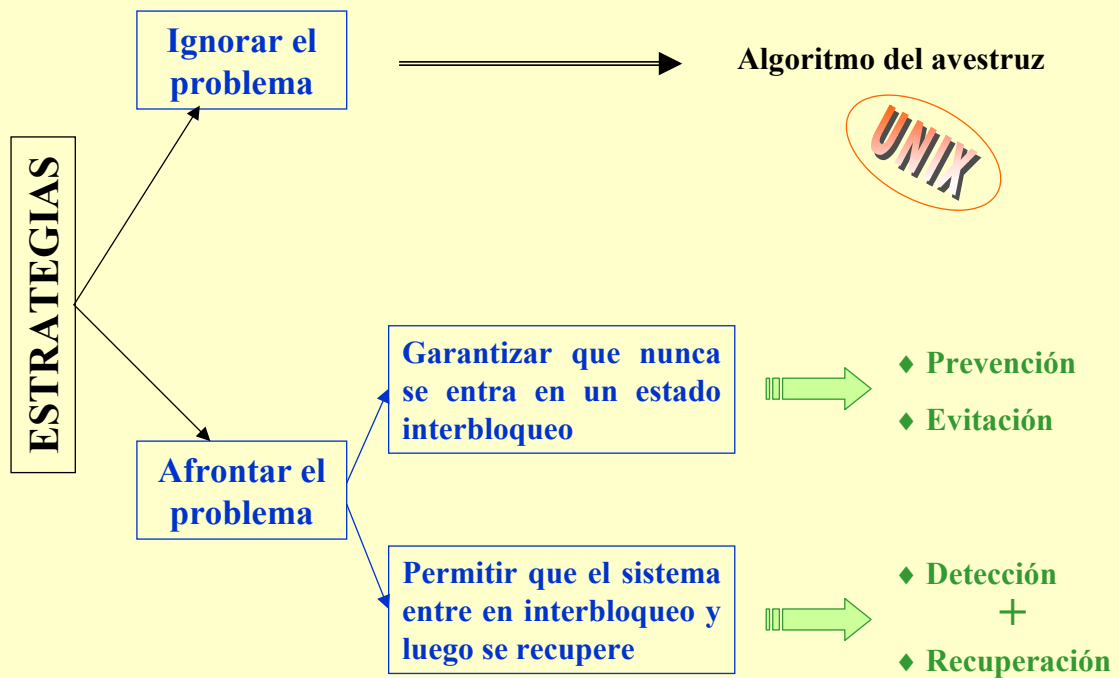 ESTRATEGIAS
Ignorar el
problema
Algoritmo del avestruz
UNIX
Afrontar el
problema
Garantizar que nunca
se entra en un estado
interbloqueo
♦ Prevención
♦ Evitación
Permitir que el sistema
entre en interbloqueo y
luego se recupere
♦ Detección
+
♦ Recuperación